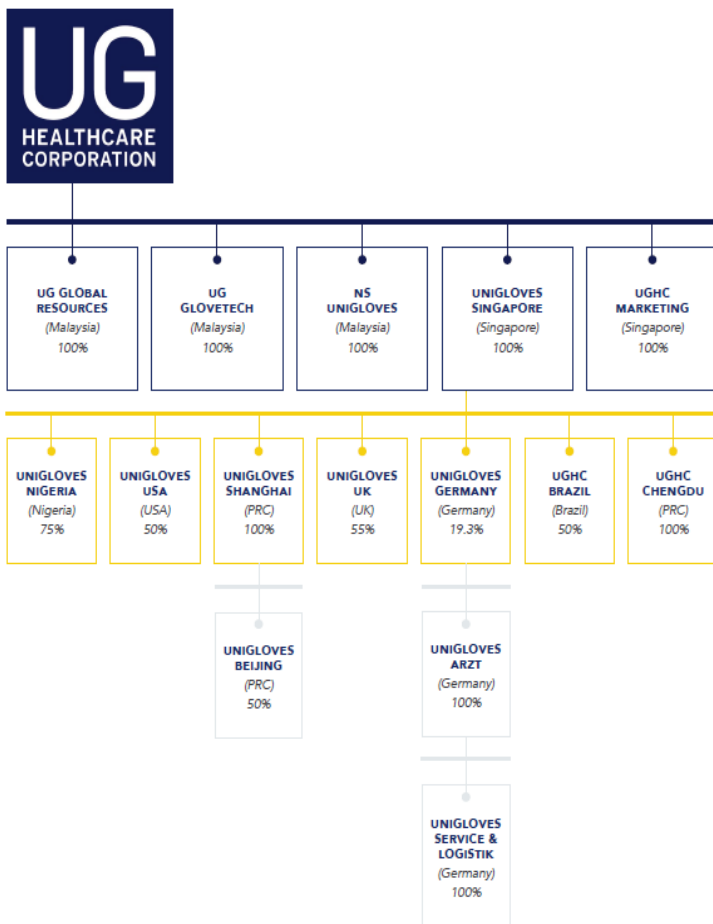 UG
HEALTHCARE
CORPORATION
UG GLOBAL
RESOURCES
(Malaysia)
100%
UG
GLOVETECH
(Malaysia)
100%
NS
UNIGLOVES
(Malaysia)
100%
UNIGLOVES
SINGAPORE
(Singapore)
100%
UGHC
MARKETING
(Singapore)
100%
UNIGLOVES
NIGERIA
(Nigeria)
75%
UNIGLOVES
USA
(USA)
50%
UNIGLOVES
SHANGHAI
(PRC)
100%
UNIGLOVES
UK
(UK)
55%
UNIGLOVES
GERMANY
(Germany)
19.3%
UGHC
BRAZIL
(Brazil)
50%
UGHC
CHENGDU
(PRC)
100%
UNIGLOVES
BEIJING
(PRC)
50%
UNIGLOVES
ARZT
(Germany)
100%
UNIGLOVES
SERVICE &
LOGISTIK
(Germany)
100%